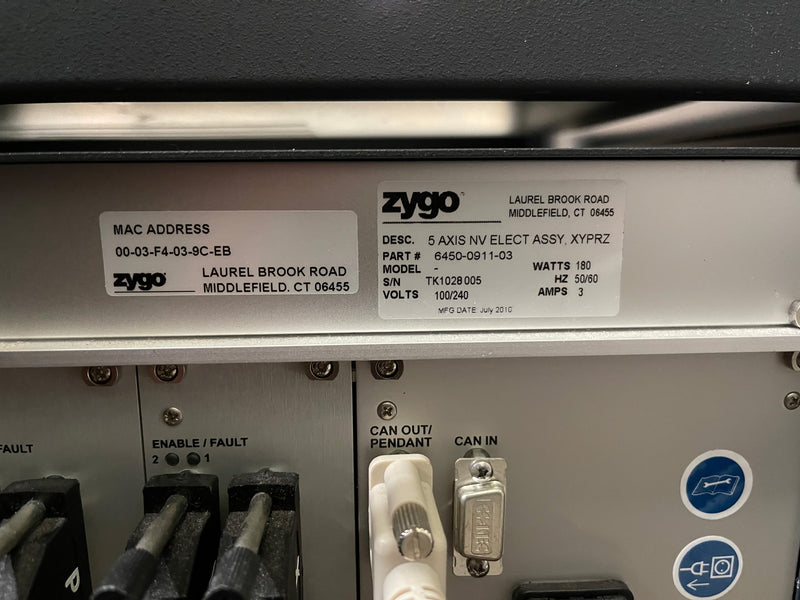 MAC ADDRESS
00-03-F4-03-9C-EB
zygo LAUREL BROOK ROAD
MIDDLEFIELD, CT 06455
zygo LAUREL BROOK ROAD
MIDDLEFIELD, CT 06455
DESC. 5 AXIS NV ELECT ASSY, XYPRZ
PART # 6450-0911-03
MODEL - WATTS 180
S/N TK1028005 HZ 50/60
VOLTS 100/240 AMPS 3
MFG DATE July 2010
FAULT
ENABLE / FAULT
2 1
CAN OUT/
PENDANT
CAN IN
P